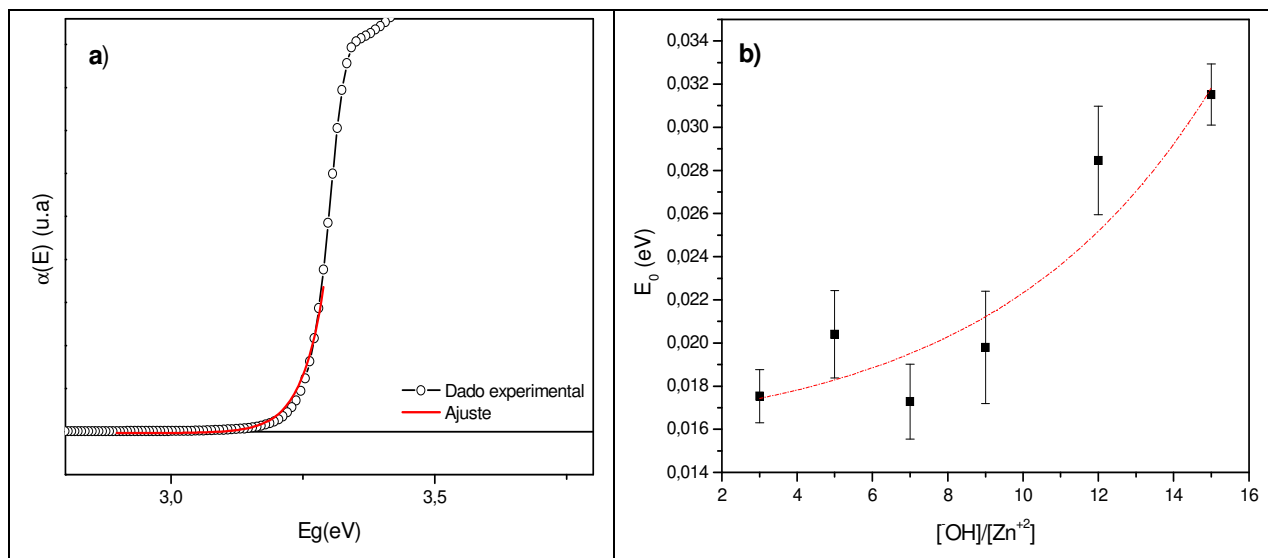 a)
α(E) (u.a)
Dado experimental
Ajuste
3,0
3,5
Eg(eV)
b)
0,034
0,032
0,030
0,028
0,026
0,024
0,022
0,020
0,018
0,016
0,014
E₀ (eV)
2
4
6
8
10
12
14
16
[⁻OH]/[Zn⁺²]